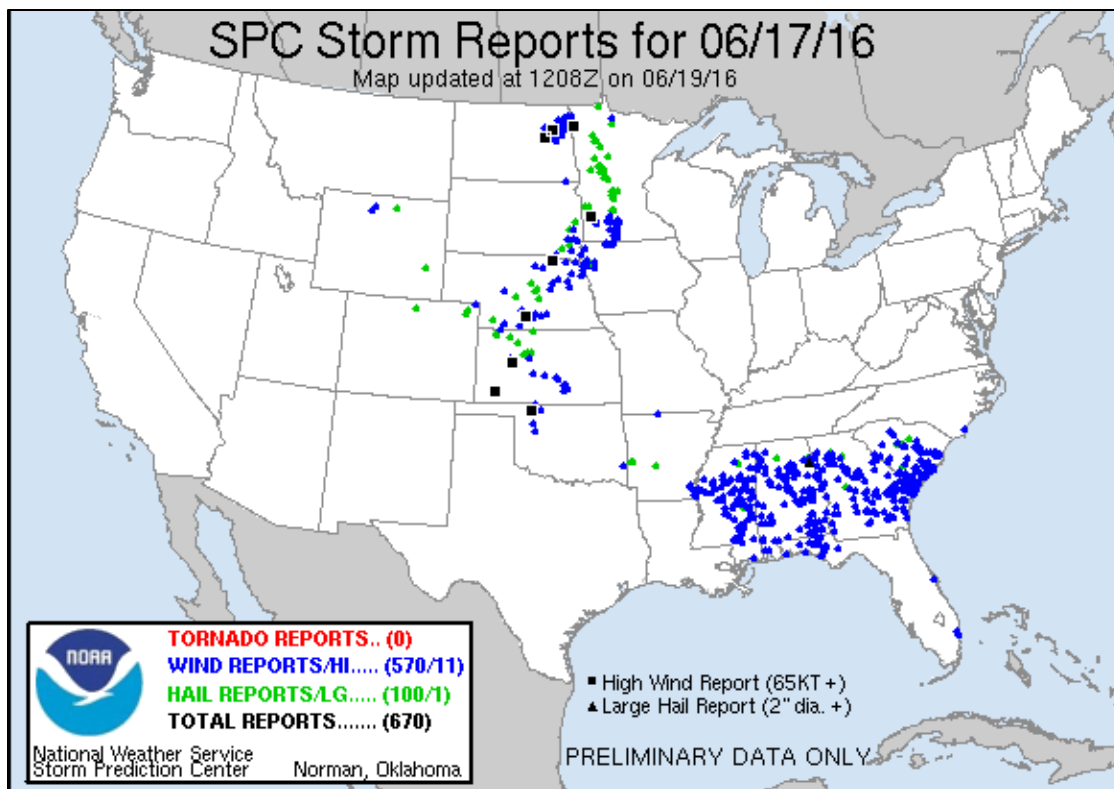 SPC Storm Reports for 06/17/16
Map updated at 1208Z on 06/19/16
NOAA
TORNADO REPORTS.. (0)
WIND REPORTS/HI..... (570/11)
HAIL REPORTS/LG..... (100/1)
TOTAL REPORTS....... (670)
National Weather Service
Storm Prediction Center Norman, Oklahoma
High Wind Report (65KT +)
Large Hail Report (2" dia. +)
PRELIMINARY DATA ONLY